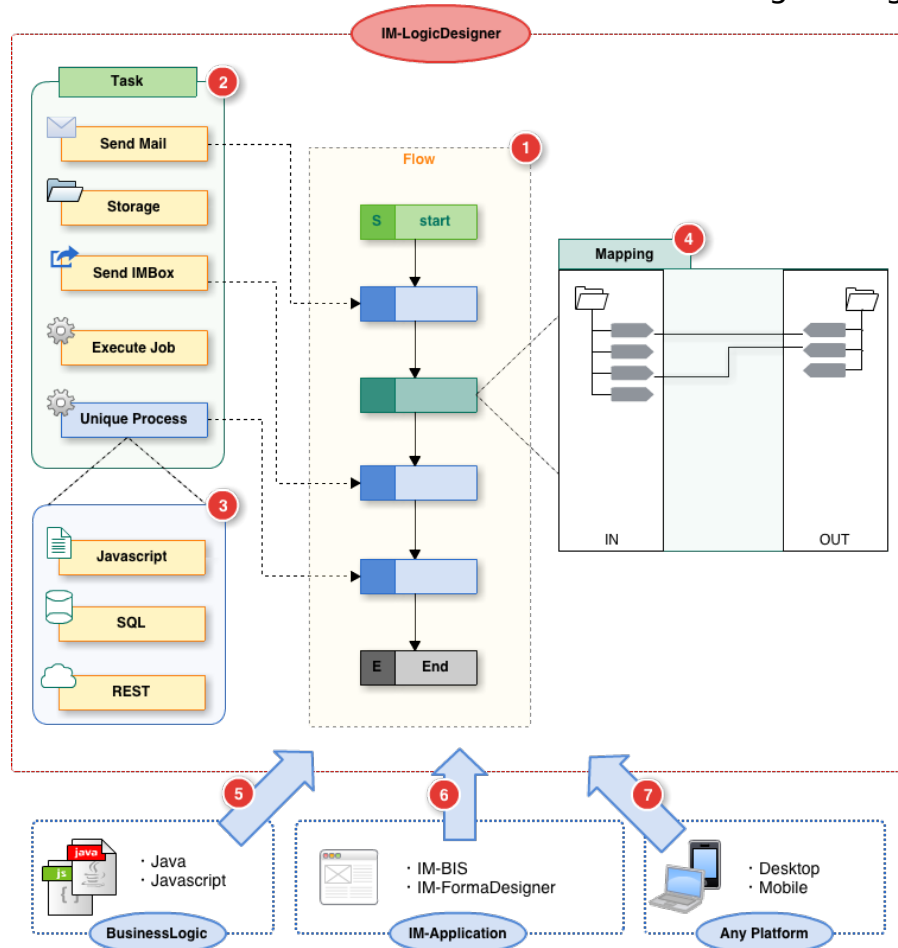 IM-LogicDesigner
Task
2
Send Mail
Storage
Send IMBox
Execute Job
Unique Process
3
Javascript
SQL
REST
1
Flow
S start
E End
4
Mapping
IN
OUT
5
6
7
java
js
{ }
・Java
・Javascript
BusinessLogic
・IM-BIS
・IM-FormaDesigner
IM-Application
・Desktop
・Mobile
Any Platform